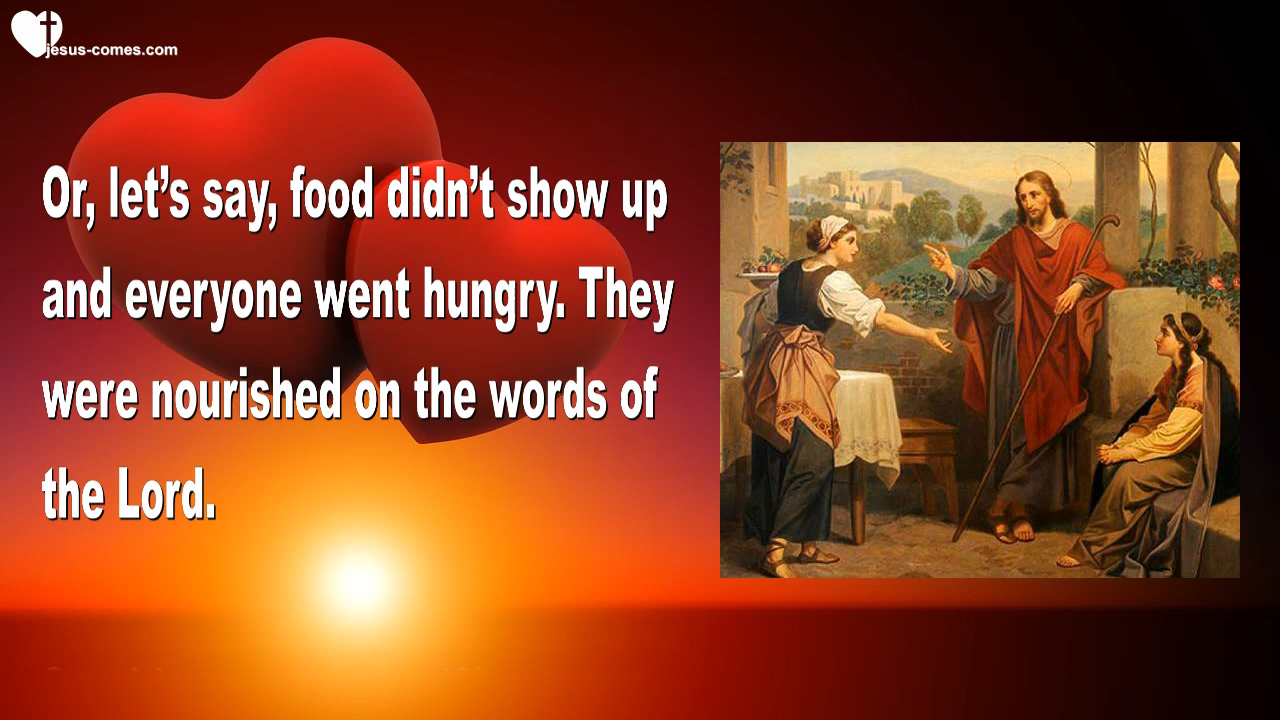 jesus-comes.com
Or, let’s say, food didn’t show up
and everyone went hungry. They
were nourished on the words of
the Lord.